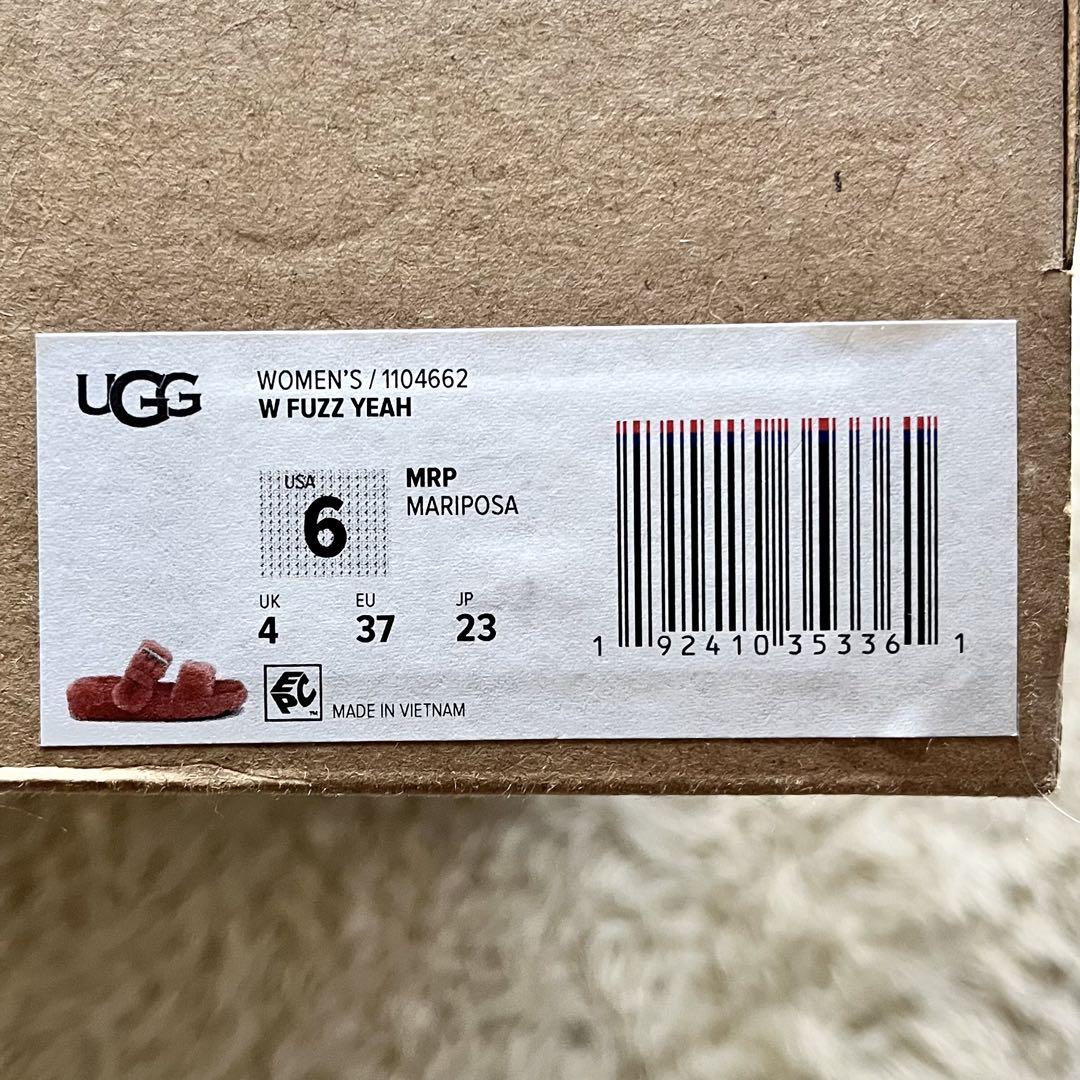 UGG
WOMEN'S / 1104662
W FUZZ YEAH
USA
6
MRP
MARIPOSA
UK
4
EU
37
JP
23
EPC
TM
MADE IN VIETNAM
1 92410 35336 1